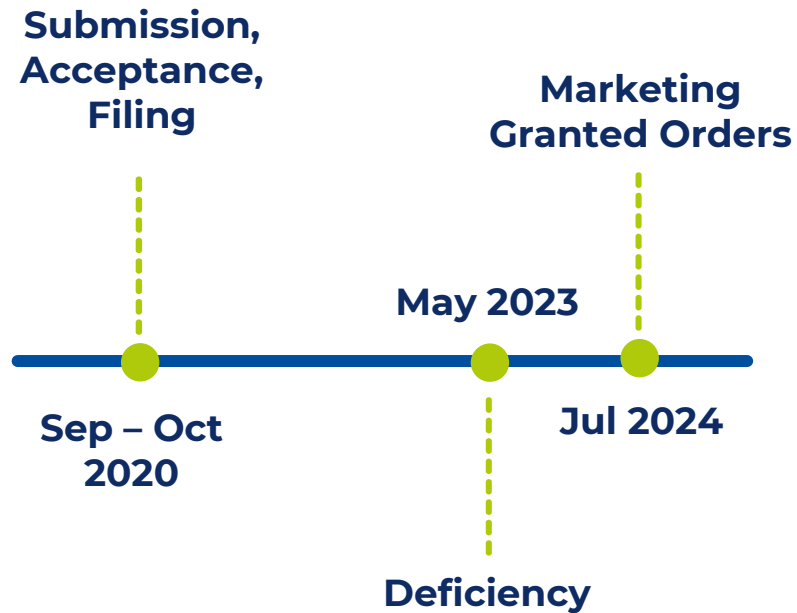 Submission,
Acceptance,
Filing
Marketing
Granted Orders
May 2023
Sep – Oct
2020
Jul 2024
Deficiency